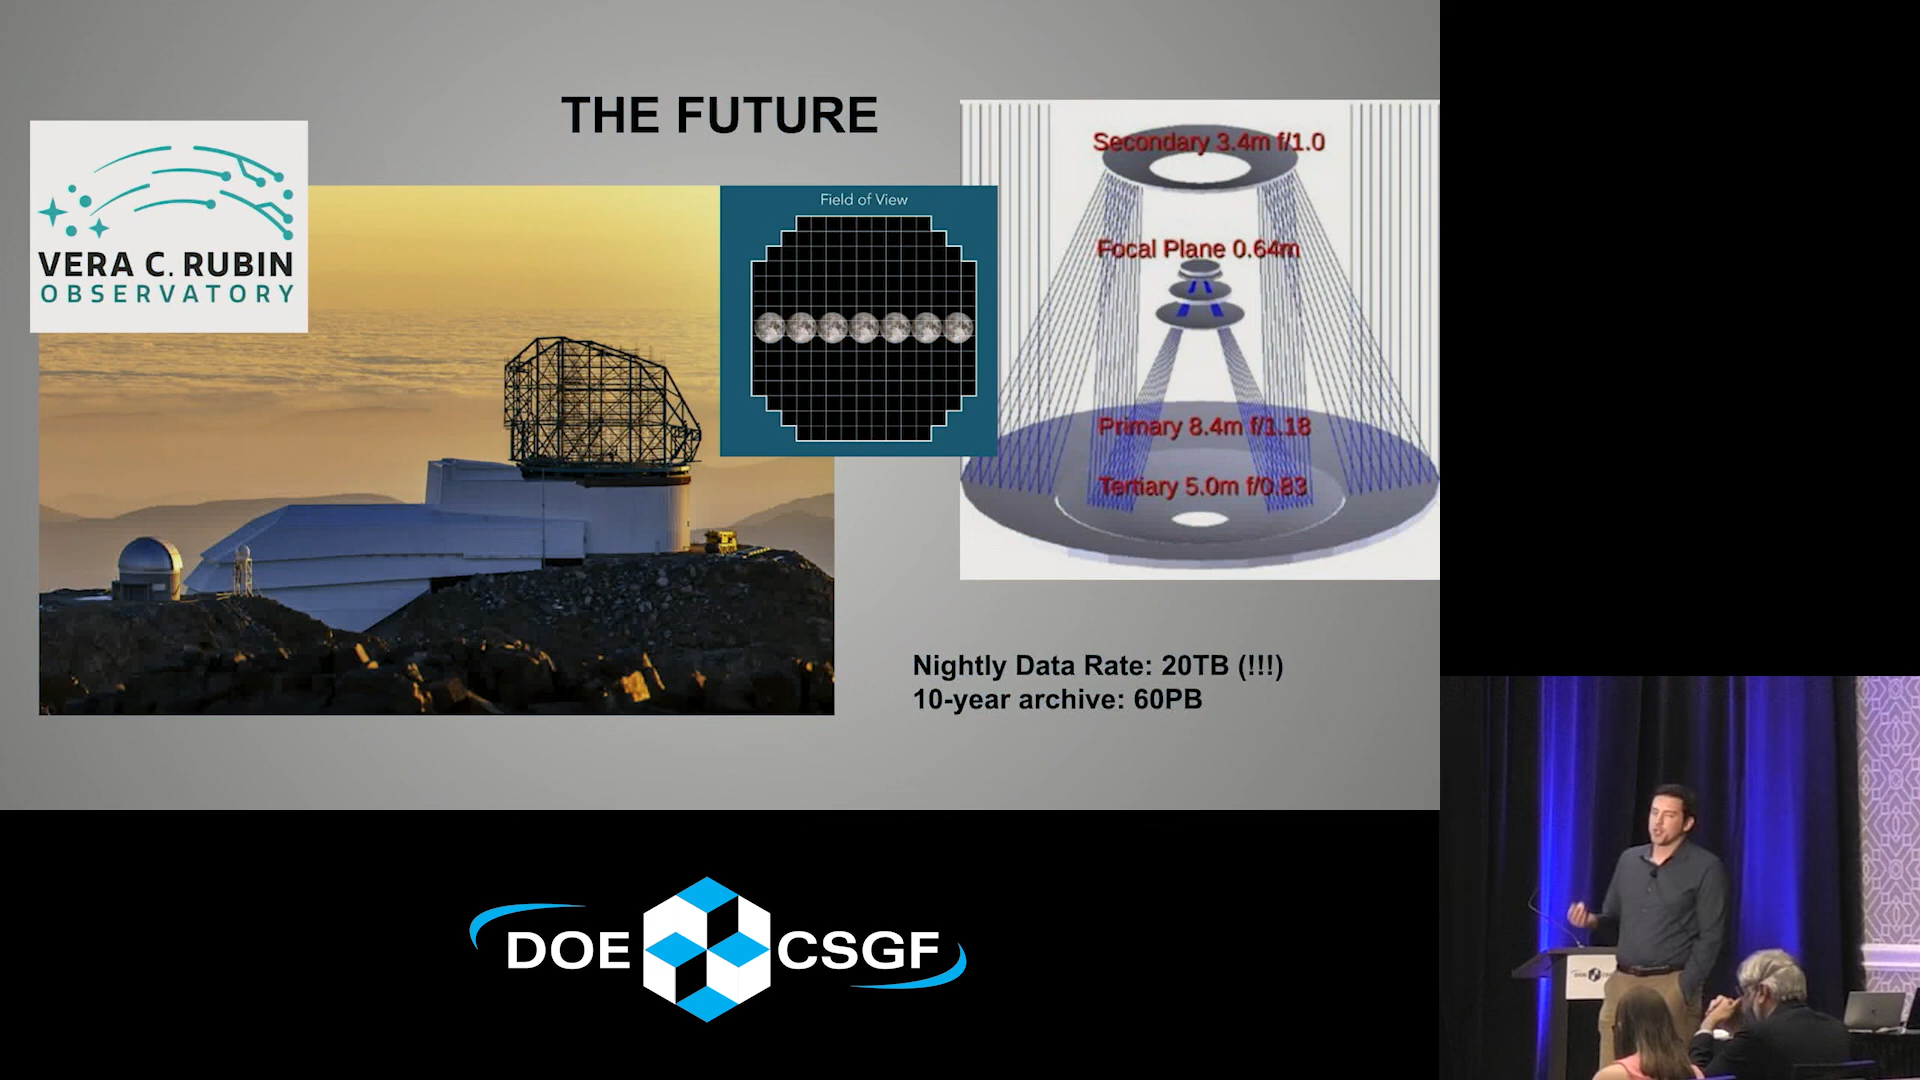 THE FUTURE
VERA C. RUBIN
OBSERVATORY
Field of View
Secondary 3.4m f/1.0
Focal Plane 0.64m
Primary 8.4m f/1.18
Tertiary 5.0m f/0.83
Nightly Data Rate: 20TB (!!!)
10-year archive: 60PB
DOE CSGF